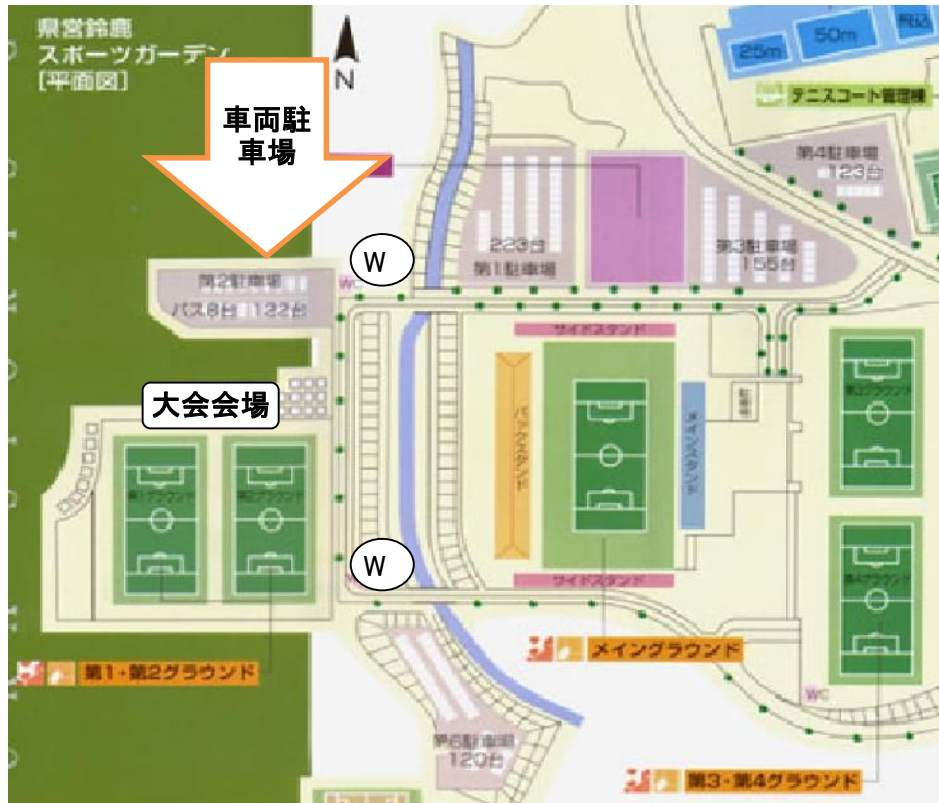 県営鈴鹿
スポーツガーデン
[平面図]
N
車両駐
車場
25m
50m
飛込
テニスコート管理棟
第4駐車場
123台
223台
第1駐車場
第3駐車場
155台
W
WC
第2駐車場
バス8台 122台
サイドスタンド
大会会場
バックスタンド
メインスタンド
第3グラウンド
第1グラウンド
第2グラウンド
W
サイドスタンド
第4グラウンド
メイングラウンド
第1・第2グラウンド
WC
第6駐車場
120台
第3・第4グラウンド